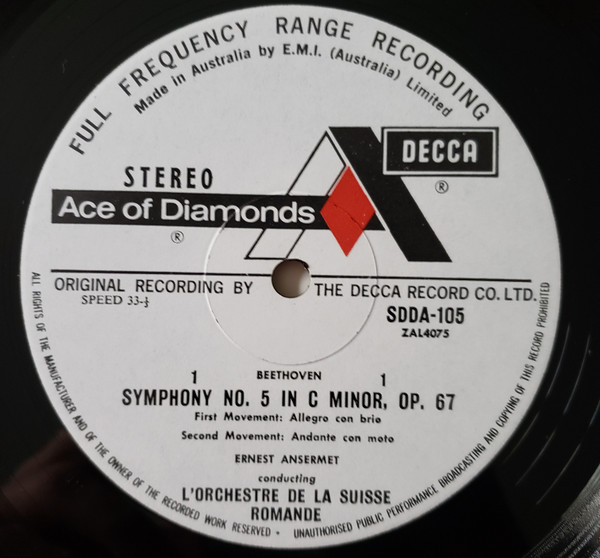 FULL FREQUENCY RANGE RECORDING
Made in Australia by E.M.I. (Australia) Limited
DECCA
®
STEREO
Ace of Diamonds
®
ORIGINAL RECORDING BY THE DECCA RECORD CO. LTD.
SPEED 33-⅓
SDDA-105
ZAL4075
1 BEETHOVEN 1
SYMPHONY NO. 5 IN C MINOR, OP. 67
First Movement: Allegro con brio
Second Movement: Andante con moto
ERNEST ANSERMET
conducting
L'ORCHESTRE DE LA SUISSE
ROMANDE
ALL RIGHTS OF THE MANUFACTURER AND OF THE OWNER OF THE RECORDED WORK RESERVED - UNAUTHORISED PUBLIC PERFORMANCE BROADCASTING AND COPYING OF THIS RECORD PROHIBITED